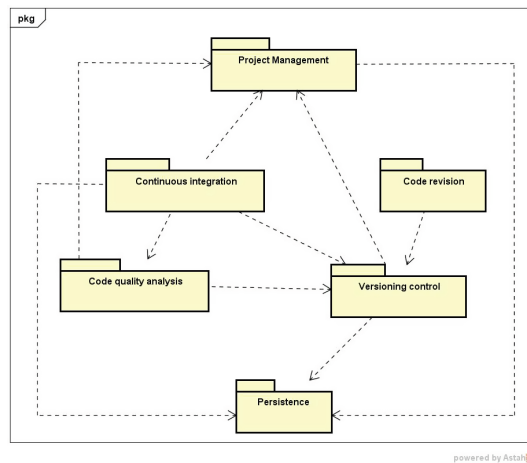 pkg
Project Management
Continuous integration
Code revision
Code quality analysis
Versioning control
Persistence
powered by Astah